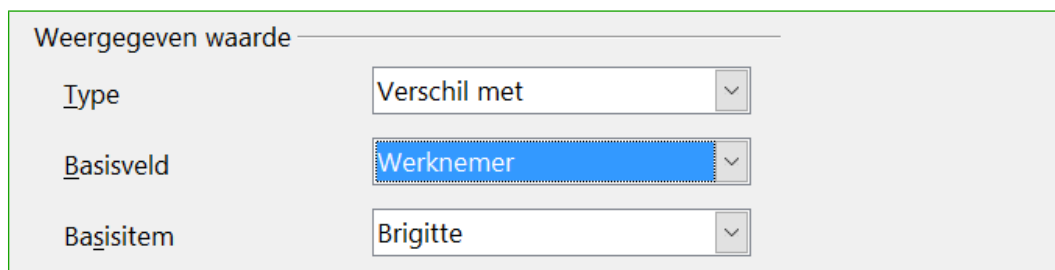 Weergegeven waarde
Type Verschil met
Basisveld Werknemer
Basisitem Brigitte